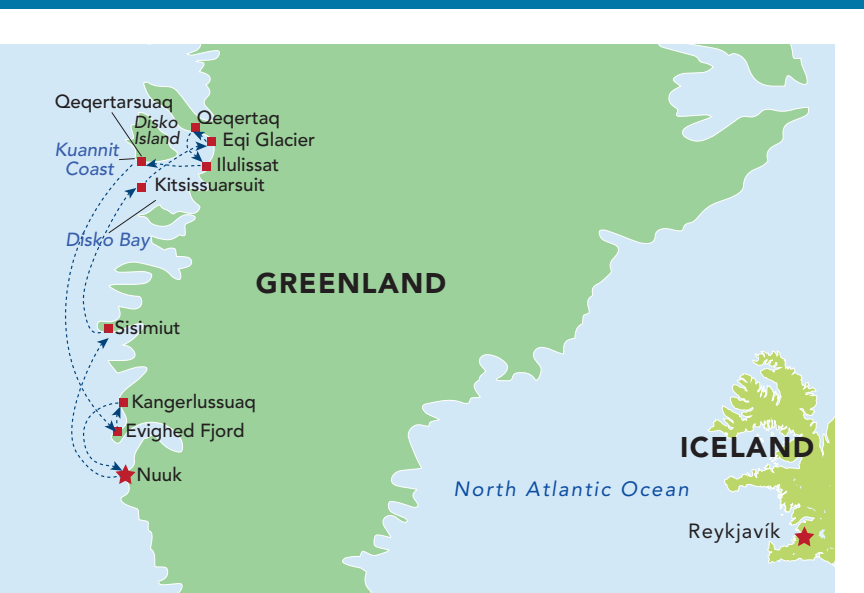 Qeqertarsuaq
Disko
Island
Qeqertaq
Eqi Glacier
Kuannit
Coast
Ilulissat
Kitsissuarsuit
Disko Bay
GREENLAND
Sisimiut
Kangerlussuaq
Evighed Fjord
ICELAND
Nuuk
North Atlantic Ocean
Reykjavík